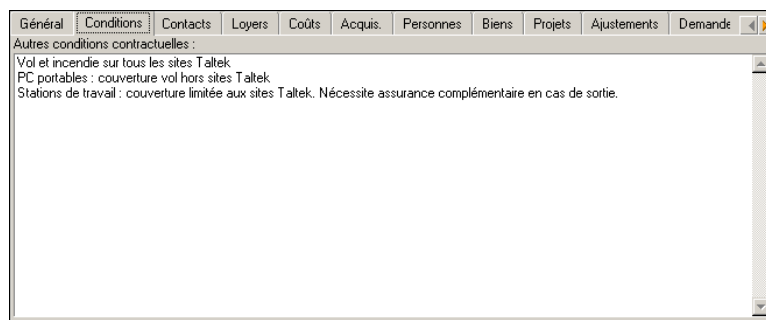 Général Conditions Contacts Loyers Coûts Acquis. Personnes Biens Projets Ajustements Demande
Autres conditions contractuelles :
Vol et incendie sur tous les sites Taltek
PC portables : couverture vol hors sites Taltek
Stations de travail : couverture limitée aux sites Taltek. Nécessite assurance complémentaire en cas de sortie.